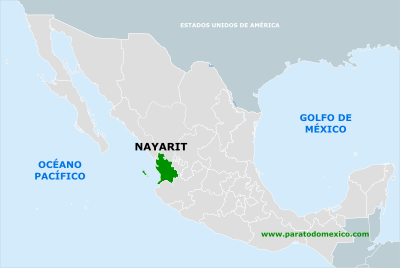 ESTADOS UNIDOS DE AMÉRICA
GOLFO DE
MÉXICO
NAYARIT
OCÉANO
PACÍFICO
www.paratodomexico.com